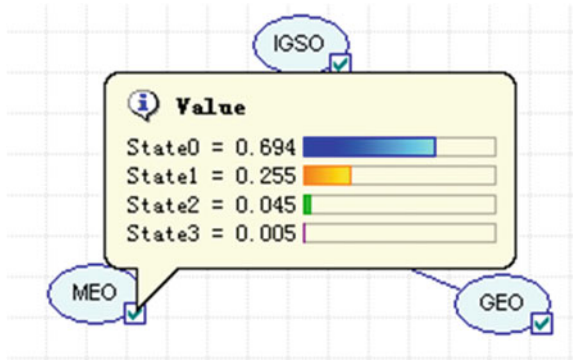 IGSO
Value
State0 = 0.694
State1 = 0.255
State2 = 0.045
State3 = 0.005
MEO
GEO